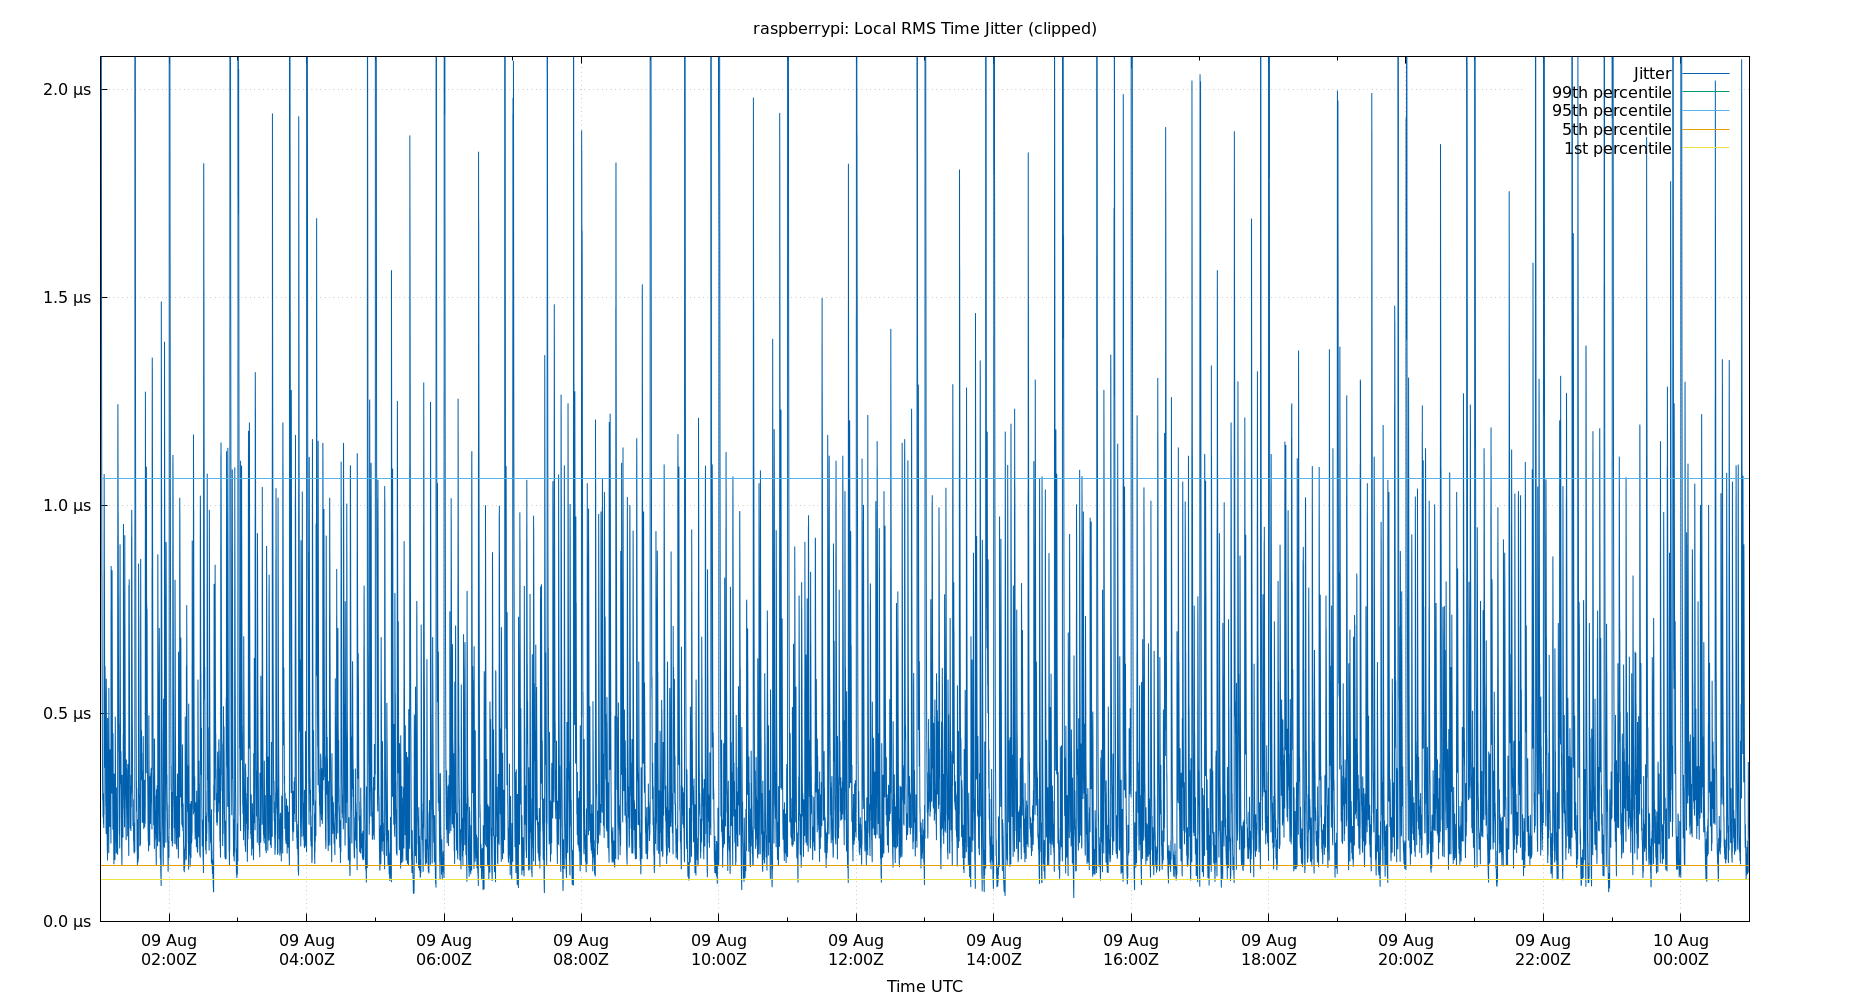 raspberrypi: Local RMS Time Jitter (clipped)
2.0 µs
1.5 µs
1.0 µs
0.5 µs
0.0 µs
Jitter
99th percentile
95th percentile
5th percentile
1st percentile
09 Aug 09 Aug 09 Aug 09 Aug 09 Aug 09 Aug 09 Aug 09 Aug 09 Aug 09 Aug 09 Aug 10 Aug
02:00Z 04:00Z 06:00Z 08:00Z 10:00Z 12:00Z 14:00Z 16:00Z 18:00Z 20:00Z 22:00Z 00:00Z
Time UTC